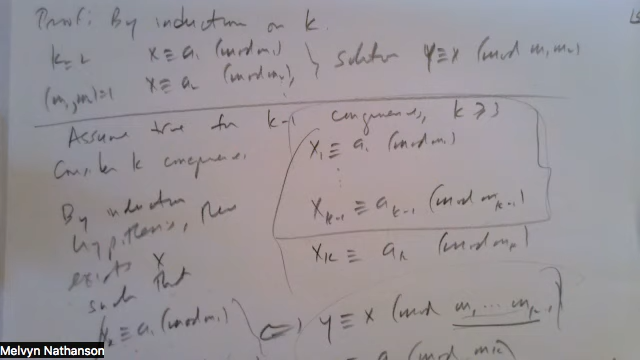 Proof: By induction on k.
k=2 x ≡ a₁ (mod m₁)
(m₁,m₂)=1 x ≡ a₂ (mod m₂) } solution y ≡ x (mod m₁m₂)
Assume true for k-1 congruences, k ≥ 3
Consider k congruences.
x₁ ≡ a₁ (mod m₁)
⋮
x_{k-1} ≡ a_{k-1} (mod m_{k-1})
x_k ≡ a_k (mod m_k)
By induction
hypothesis, there
exists x
such that
≡ a₁ (mod m₁) ⟺ y ≡ x (mod m₁ ... m_{k-1})
(mod m_k)
Melvyn Nathanson